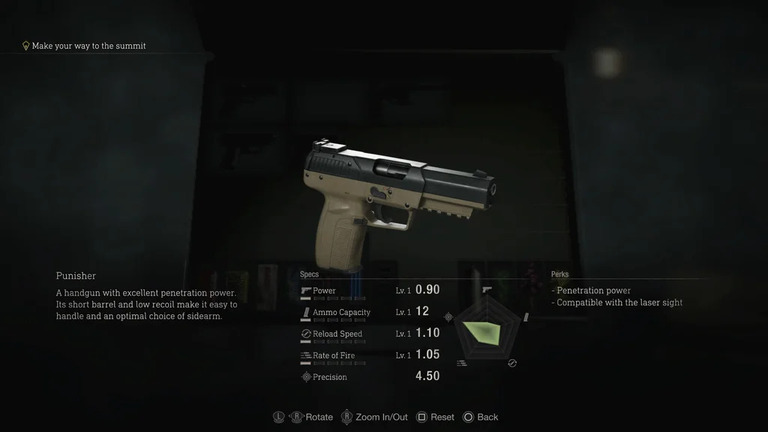 Make your way to the summit
Punisher
A handgun with excellent penetration power.
Its short barrel and low recoil make it easy to
handle and an optimal choice of sidearm.
Specs
Power Lv. 1 0.90
Ammo Capacity Lv. 1 12
Reload Speed Lv. 1 1.10
Rate of Fire Lv. 1 1.05
Precision 4.50
Perks
- Penetration power
- Compatible with the laser sight
L R Rotate R Zoom In/Out Reset Back